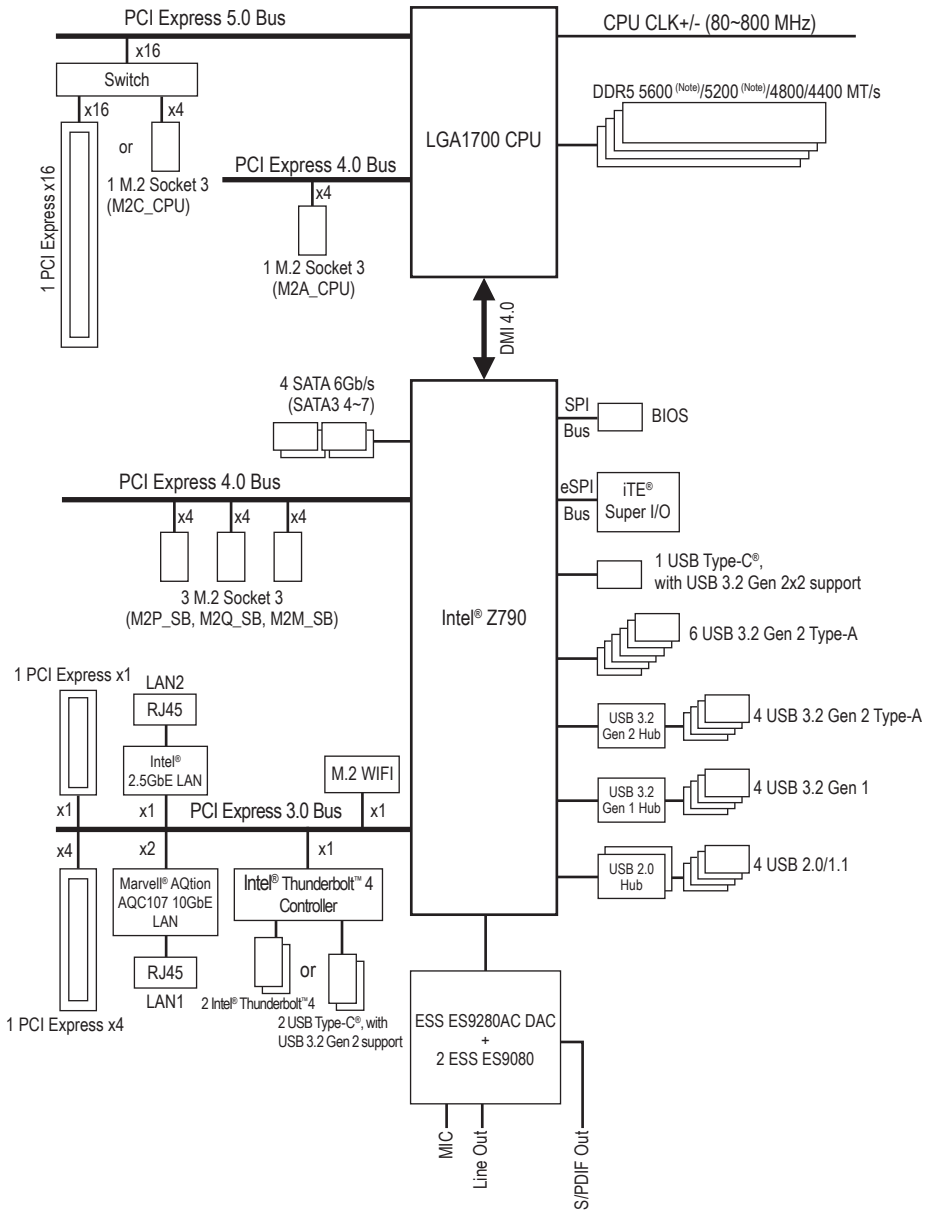 PCI Express 5.0 Bus
CPU CLK+/- (80~800 MHz)
x16
Switch
x16
x4
or
1 PCI Express x16
1 M.2 Socket 3
(M2C_CPU)
PCI Express 4.0 Bus
x4
1 M.2 Socket 3
(M2A_CPU)
LGA1700 CPU
DDR5 5600 (Note)/5200 (Note)/4800/4400 MT/s
DMI 4.0
4 SATA 6Gb/s
(SATA3 4~7)
SPI
Bus
BIOS
PCI Express 4.0 Bus
x4
x4
x4
3 M.2 Socket 3
(M2P_SB, M2Q_SB, M2M_SB)
eSPI
Bus
iTE®
Super I/O
1 USB Type-C®,
with USB 3.2 Gen 2x2 support
Intel® Z790
6 USB 3.2 Gen 2 Type-A
1 PCI Express x1
LAN2
RJ45
Intel®
2.5GbE LAN
M.2 WIFI
USB 3.2
Gen 2 Hub
4 USB 3.2 Gen 2 Type-A
x1
x1
PCI Express 3.0 Bus
x1
USB 3.2
Gen 1 Hub
4 USB 3.2 Gen 1
x4
x2
x1
Marvell® AQtion
AQC107 10GbE
LAN
Intel® Thunderbolt™ 4
Controller
USB 2.0
Hub
4 USB 2.0/1.1
RJ45
LAN1
or
1 PCI Express x4
2 Intel® Thunderbolt™4
2 USB Type-C®, with
USB 3.2 Gen 2 support
ESS ES9280AC DAC
+
2 ESS ES9080
MIC
Line Out
S/PDIF Out